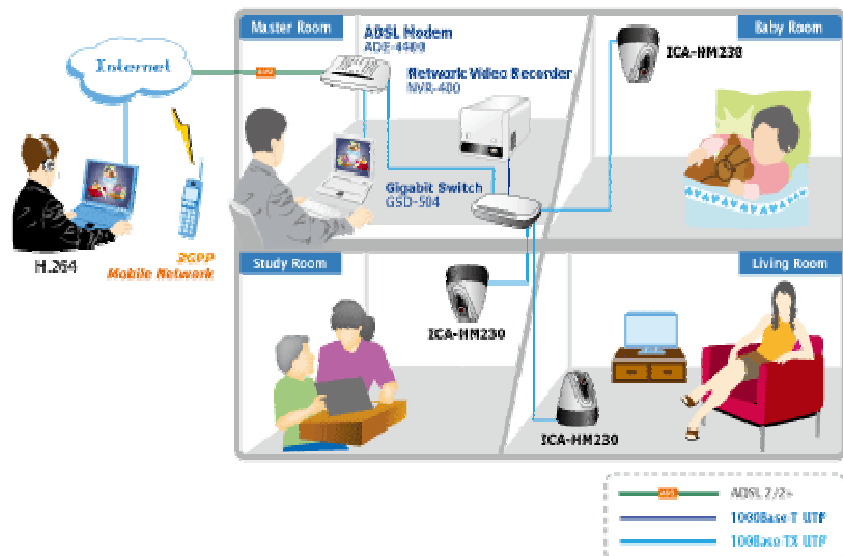 Master Room
ADSL Modem
ADE-4400
Network Video Recorder
NVR-400
Gigabit Switch
GSD-504
Baby Room
ICA-HM230
Internet
H.264
3GPP
Mobile Network
Study Room
ICA-HM230
Living Room
ICA-HM230
ADSL 2/2+
1000Base-T UTP
100Base-TX UTP